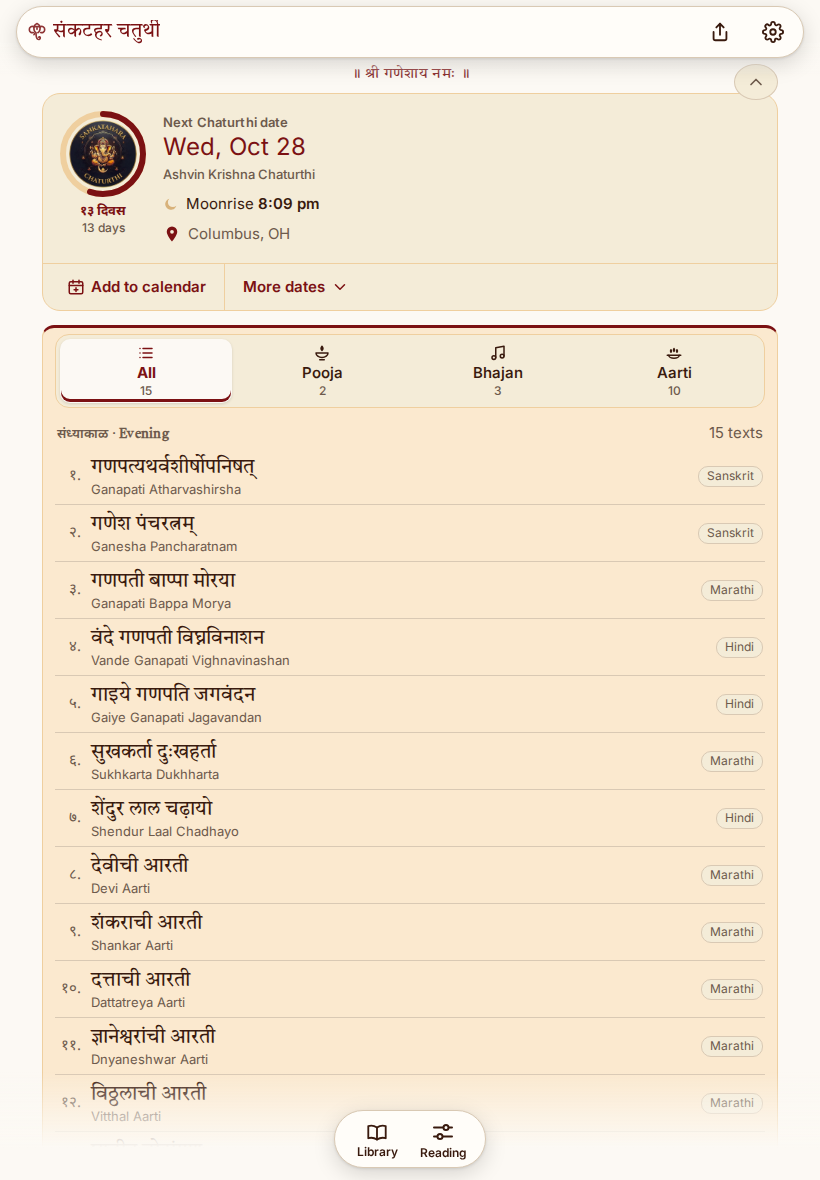 संकटहर चतुर्थी
॥ श्री गणेशाय नमः ॥
SANKATAHARA
CHATURTHI
१३ दिवस
13 days
Next Chaturthi date
Wed, Oct 28
Ashvin Krishna Chaturthi
Moonrise 8:09 pm
Columbus, OH
Add to calendar
More dates
All
15
Pooja
2
Bhajan
3
Aarti
10
संध्याकाळ · Evening
15 texts
१. गणपत्यथर्वशीर्षोपनिषत्
Ganapati Atharvashirsha
Sanskrit
२. गणेश पंचरत्नम्
Ganesha Pancharatnam
Sanskrit
३. गणपती बाप्पा मोरया
Ganapati Bappa Morya
Marathi
४. वंदे गणपती विघ्नविनाशन
Vande Ganapati Vighnavinashan
Hindi
५. गाइये गणपति जगवंदन
Gaiye Ganapati Jagavandan
Hindi
६. सुखकर्ता दुःखहर्ता
Sukhkarta Dukhharta
Marathi
७. शेंदुर लाल चढ़ायो
Shendur Laal Chadhayo
Hindi
८. देवीची आरती
Devi Aarti
Marathi
९. शंकराची आरती
Shankar Aarti
Marathi
१०. दत्ताची आरती
Dattatreya Aarti
Marathi
११. ज्ञानेश्वरांची आरती
Dnyaneshwar Aarti
Marathi
१२. विठ्ठलाची आरती
Vitthal Aarti
Marathi
Library
Reading